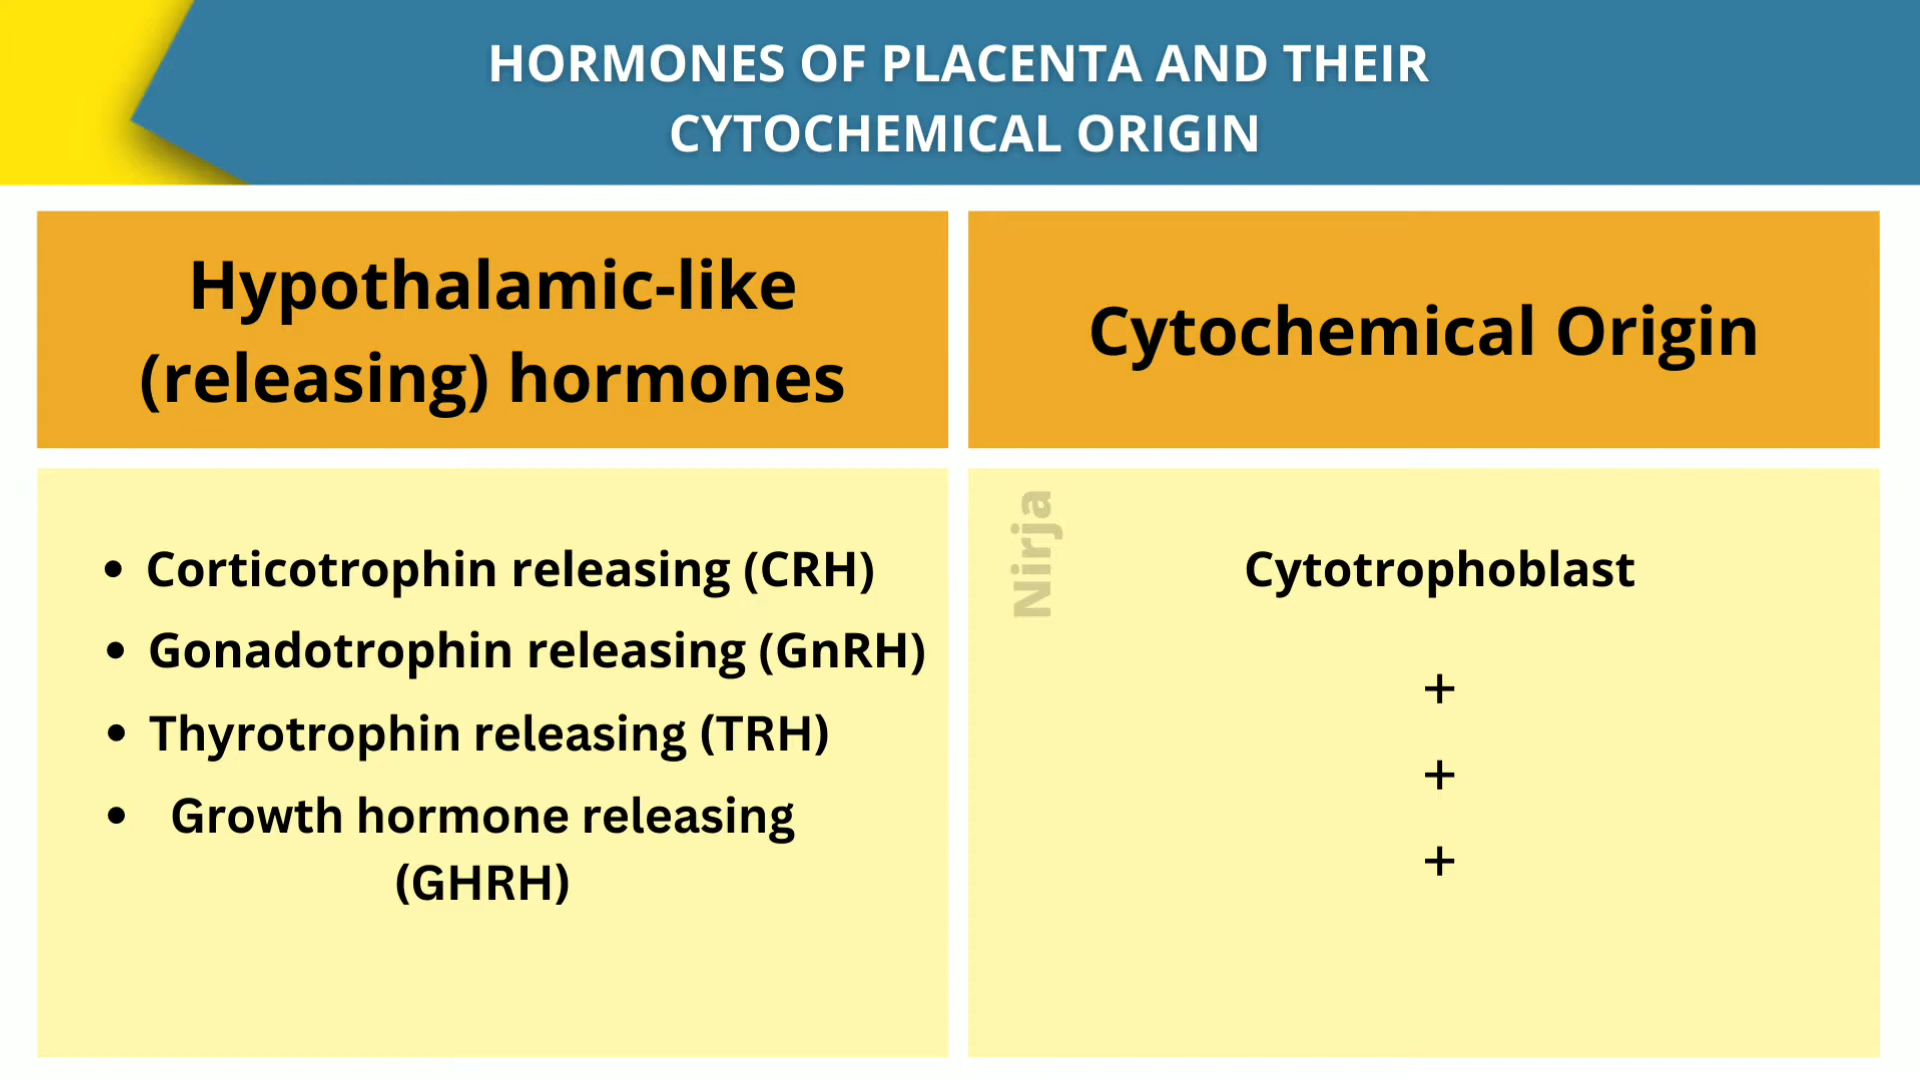 HORMONES OF PLACENTA AND THEIR
CYTOCHEMICAL ORIGIN
Hypothalamic-like
(releasing) hormones
Cytochemical Origin
• Corticotrophin releasing (CRH)
• Gonadotrophin releasing (GnRH)
• Thyrotrophin releasing (TRH)
• Growth hormone releasing
(GHRH)
Nirja
Cytotrophoblast
+
+
+